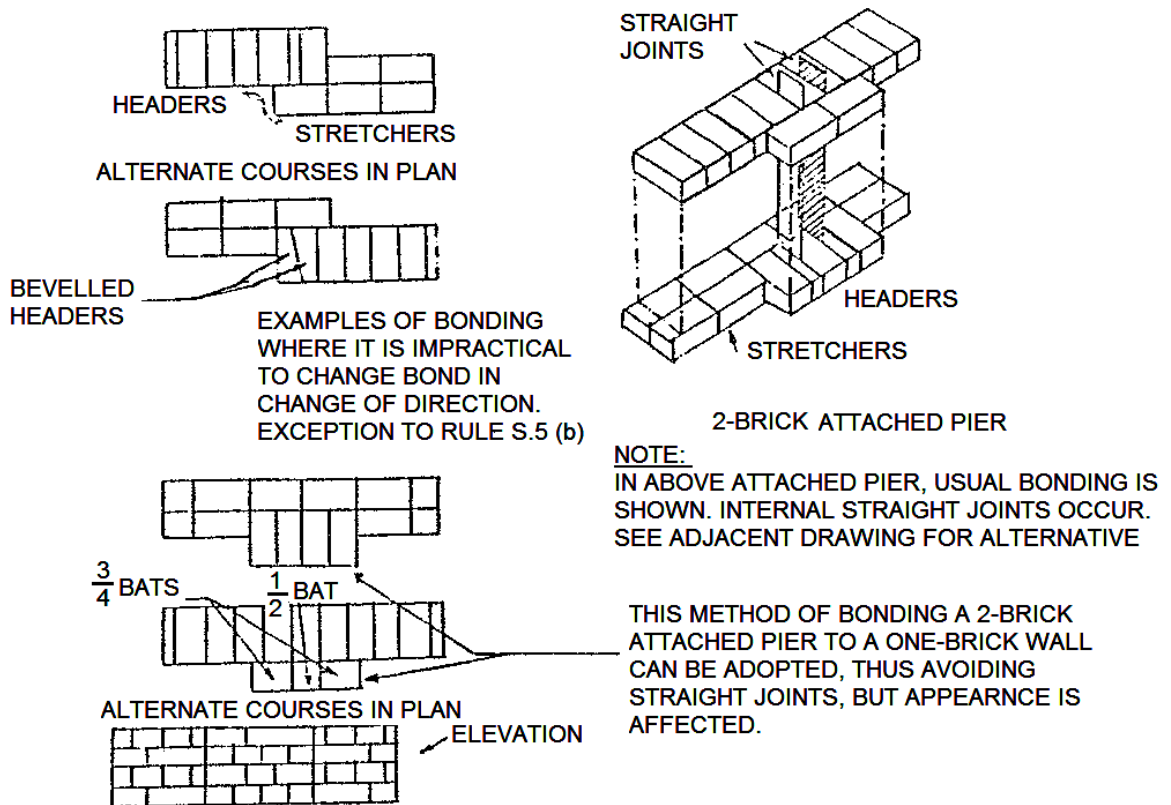 HEADERS
STRETCHERS
ALTERNATE COURSES IN PLAN
BEVELLED
HEADERS
EXAMPLES OF BONDING
WHERE IT IS IMPRACTICAL
TO CHANGE BOND IN
CHANGE OF DIRECTION.
EXCEPTION TO RULE S.5 (b)
STRAIGHT
JOINTS
HEADERS
STRETCHERS
2-BRICK ATTACHED PIER
NOTE:
IN ABOVE ATTACHED PIER, USUAL BONDING IS
SHOWN. INTERNAL STRAIGHT JOINTS OCCUR.
SEE ADJACENT DRAWING FOR ALTERNATIVE
3/4 BATS
1/2 BAT
THIS METHOD OF BONDING A 2-BRICK
ATTACHED PIER TO A ONE-BRICK WALL
CAN BE ADOPTED, THUS AVOIDING
STRAIGHT JOINTS, BUT APPEARNCE IS
AFFECTED.
ALTERNATE COURSES IN PLAN
ELEVATION